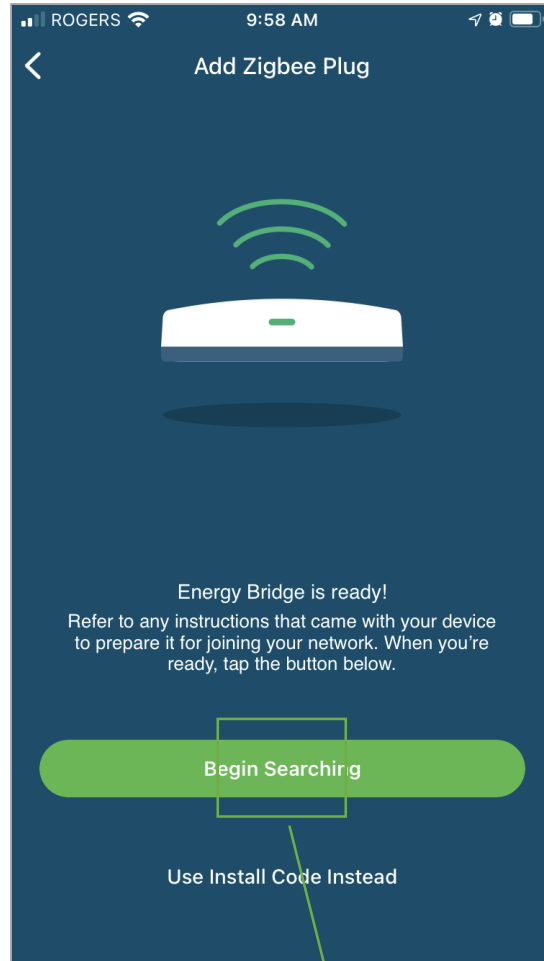 ROGERS 9:58 AM
Add Zigbee Plug
Energy Bridge is ready!
Refer to any instructions that came with your device
to prepare it for joining your network. When you're
ready, tap the button below.
Begin Searching
Use Install Code Instead